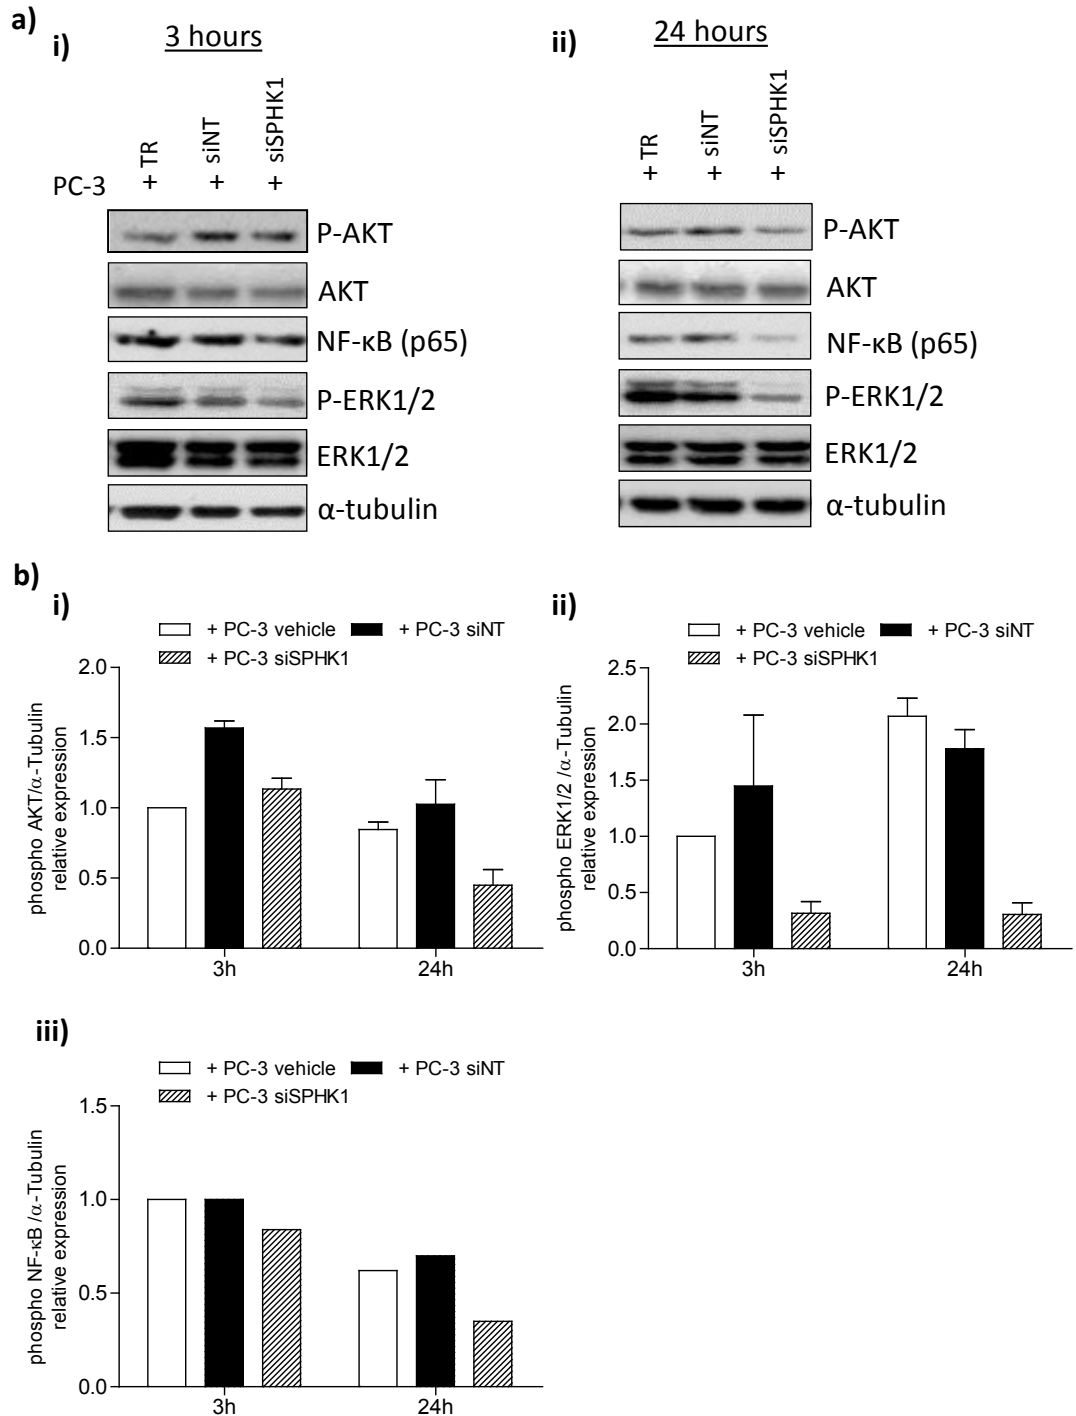 a)
i)
3 hours
ii)
24 hours
TR
siNT
siSPHK1
PC-3 + + +
P-AKT
AKT
NF-κB (p65)
P-ERK1/2
ERK1/2
α-tubulin
TR
siNT
siSPHK1
+ + +
P-AKT
AKT
NF-κB (p65)
P-ERK1/2
ERK1/2
α-tubulin
b)
i)
+ PC-3 vehicle + PC-3 siNT
+ PC-3 siSPHK1
phospho AKT/α-Tubulin
relative expression
2.0
1.5
1.0
0.5
0.0
3h 24h
ii)
+ PC-3 vehicle + PC-3 siNT
+ PC-3 siSPHK1
phospho ERK1/2 /α-Tubulin
relative expression
2.5
2.0
1.5
1.0
0.5
0.0
3h 24h
iii)
+ PC-3 vehicle + PC-3 siNT
+ PC-3 siSPHK1
phospho NF-κB /α-Tubulin
relative expression
1.5
1.0
0.5
0.0
3h 24h